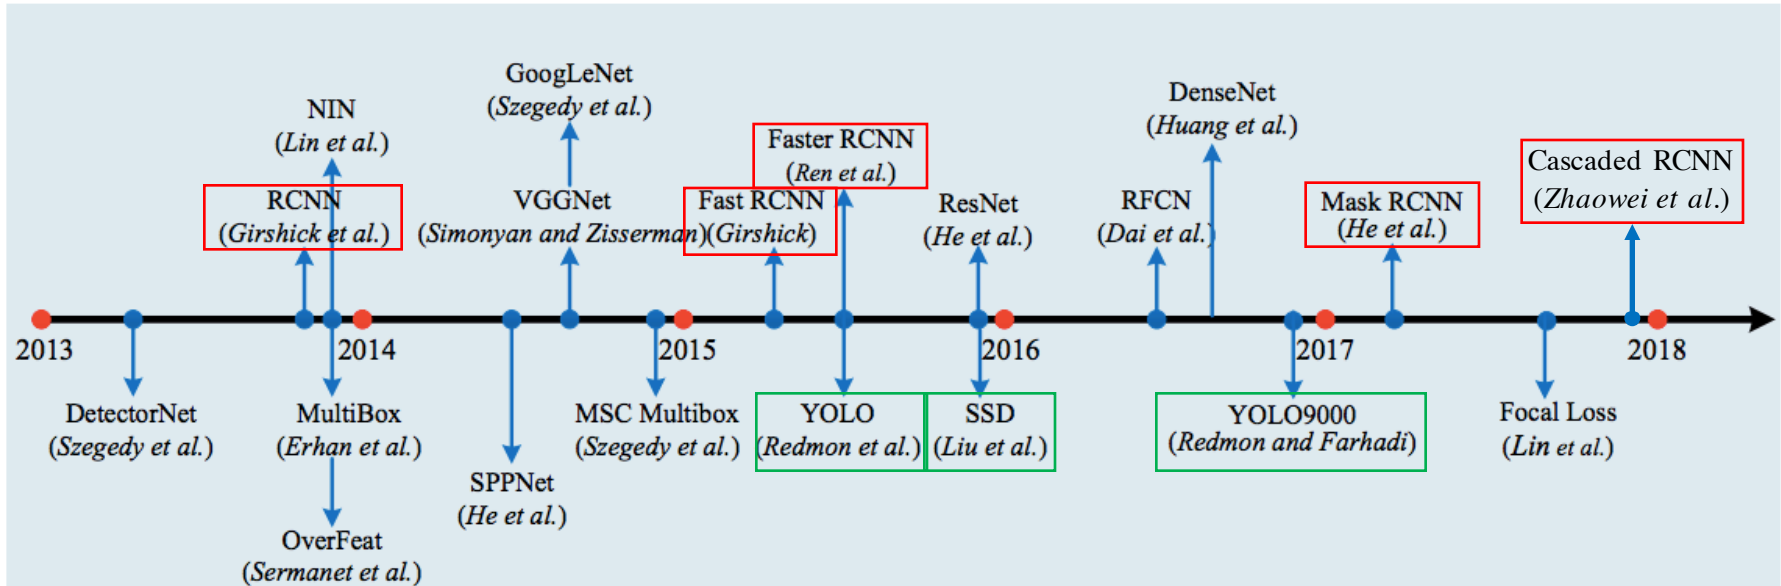 GoogLeNet
(Szegedy et al.)
NIN
(Lin et al.)
DenseNet
(Huang et al.)
Faster RCNN
(Ren et al.)
Cascaded RCNN
(Zhaowei et al.)
RCNN
(Girshick et al.)
VGGNet
(Simonyan and Zisserman)
Fast RCNN
(Girshick)
ResNet
(He et al.)
RFCN
(Dai et al.)
Mask RCNN
(He et al.)
2013
2014
2015
2016
2017
2018
DetectorNet
(Szegedy et al.)
MultiBox
(Erhan et al.)
MSC Multibox
(Szegedy et al.)
YOLO
(Redmon et al.)
SSD
(Liu et al.)
YOLO9000
(Redmon and Farhadi)
Focal Loss
(Lin et al.)
SPPNet
(He et al.)
OverFeat
(Sermanet et al.)